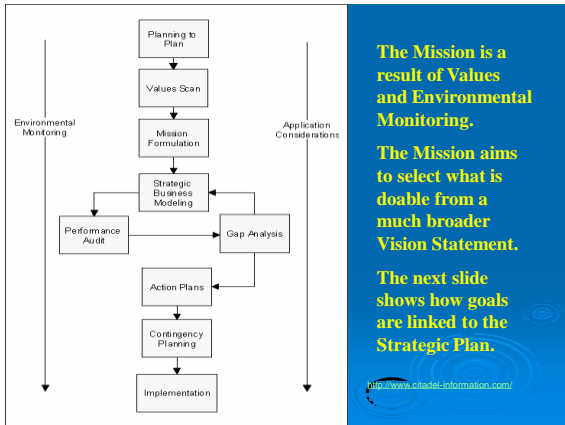 Planning to
Plan
Values Scan
Environmental
Monitoring
Application
Considerations
Mission
Formulation
Strategic
Business
Modeling
Performance
Audit
Gap Analysis
Action Plans
Contingency
Planning
Implementation
The Mission is a
result of Values
and Environmental
Monitoring.
The Mission aims
to select what is
doable from a
much broader
Vision Statement.
The next slide
shows how goals
are linked to the
Strategic Plan.
http://www.citadel-information.com/